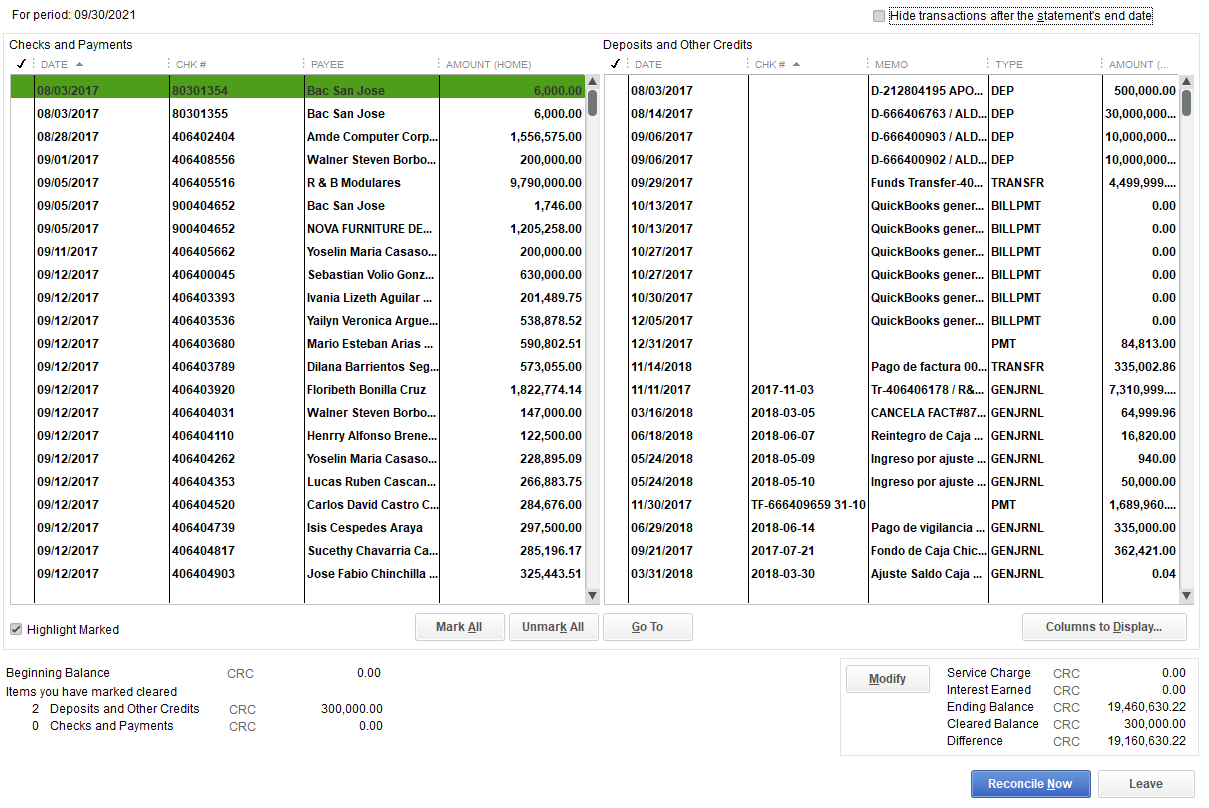 For period: 09/30/2021
Hide transactions after the statement's end date
Checks and Payments
✓ DATE CHK # PAYEE AMOUNT (HOME)
08/03/2017 80301354 Bac San Jose 6,000.00
08/03/2017 80301355 Bac San Jose 6,000.00
08/28/2017 406402404 Amde Computer Corp... 1,556,575.00
09/01/2017 406408556 Walner Steven Borbo... 200,000.00
09/05/2017 406405516 R & B Modulares 9,790,000.00
09/05/2017 900404652 Bac San Jose 1,746.00
09/05/2017 900404652 NOVA FURNITURE DE... 1,205,258.00
09/11/2017 406405662 Yoselin Maria Casaso... 200,000.00
09/12/2017 406400045 Sebastian Volio Gonz... 630,000.00
09/12/2017 406403393 Ivania Lizeth Aguilar ... 201,489.75
09/12/2017 406403536 Yailyn Veronica Argue... 538,878.52
09/12/2017 406403680 Mario Esteban Arias ... 590,802.51
09/12/2017 406403789 Dilana Barrientos Seg... 573,055.00
09/12/2017 406403920 Floribeth Bonilla Cruz 1,822,774.14
09/12/2017 406404031 Walner Steven Borbo... 147,000.00
09/12/2017 406404110 Henrry Alfonso Brene... 122,500.00
09/12/2017 406404262 Yoselin Maria Casaso... 228,895.09
09/12/2017 406404353 Lucas Ruben Cascan... 266,883.75
09/12/2017 406404520 Carlos David Castro C... 284,676.00
09/12/2017 406404739 Isis Cespedes Araya 297,500.00
09/12/2017 406404817 Sucethy Chavarria Ca... 285,196.17
09/12/2017 406404903 Jose Fabio Chinchilla ... 325,443.51
Deposits and Other Credits
✓ DATE CHK # MEMO TYPE AMOUNT (...
08/03/2017 D-212804195 APO... DEP 500,000.00
08/14/2017 D-666406763 / ALD... DEP 30,000,000...
09/06/2017 D-666400903 / ALD... DEP 10,000,000...
09/06/2017 D-666400902 / ALD... DEP 10,000,000...
09/29/2017 Funds Transfer-40... TRANSFR 4,499,999....
10/13/2017 QuickBooks gener... BILLPMT 0.00
10/13/2017 QuickBooks gener... BILLPMT 0.00
10/27/2017 QuickBooks gener... BILLPMT 0.00
10/27/2017 QuickBooks gener... BILLPMT 0.00
10/30/2017 QuickBooks gener... BILLPMT 0.00
12/05/2017 QuickBooks gener... BILLPMT 0.00
12/31/2017 PMT 84,813.00
11/14/2018 Pago de factura 00... TRANSFR 335,002.86
11/11/2017 2017-11-03 Tr-406406178 / R&... GENJRNL 7,310,999....
03/16/2018 2018-03-05 CANCELA FACT#87... GENJRNL 64,999.96
06/18/2018 2018-06-07 Reintegro de Caja ... GENJRNL 16,820.00
05/24/2018 2018-05-09 Ingreso por ajuste ... GENJRNL 940.00
05/24/2018 2018-05-10 Ingreso por ajuste ... GENJRNL 50,000.00
11/30/2017 TF-666409659 31-10 PMT 1,689,960....
06/29/2018 2018-06-14 Pago de vigilancia ... GENJRNL 335,000.00
09/21/2017 2017-07-21 Fondo de Caja Chic... GENJRNL 362,421.00
03/31/2018 2018-03-30 Ajuste Saldo Caja ... GENJRNL 0.04
Highlight Marked
Mark All
Unmark All
Go To
Columns to Display...
Beginning Balance CRC 0.00
Items you have marked cleared
2 Deposits and Other Credits CRC 300,000.00
0 Checks and Payments CRC 0.00
Modify
Service Charge CRC 0.00
Interest Earned CRC 0.00
Ending Balance CRC 19,460,630.22
Cleared Balance CRC 300,000.00
Difference CRC 19,160,630.22
Reconcile Now
Leave